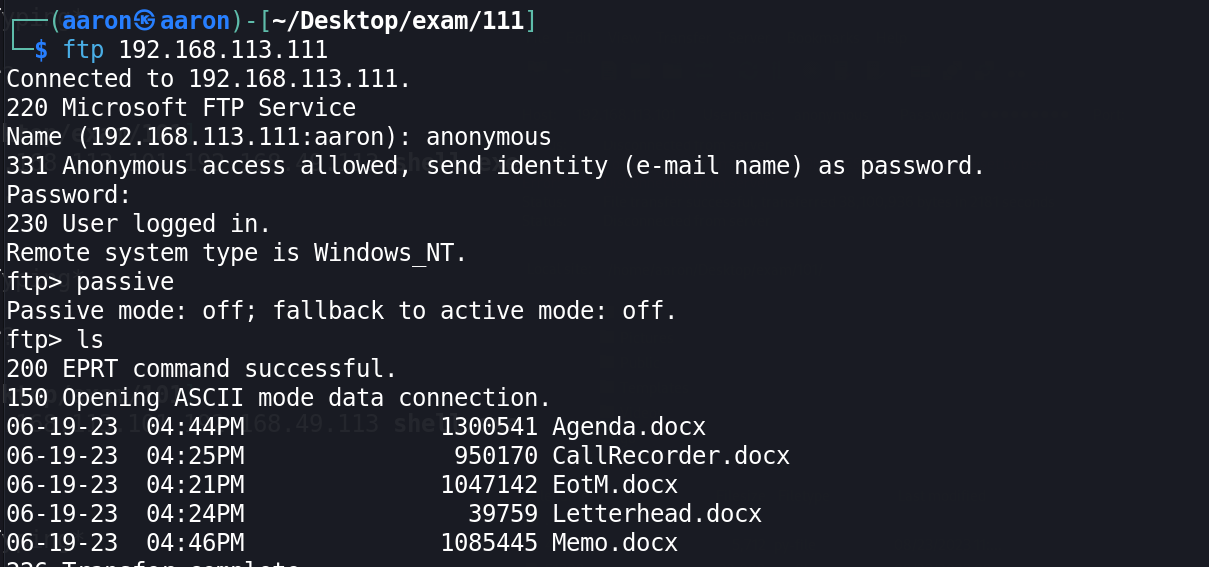 (aaron㉿aaron)-[~/Desktop/exam/111]
$ ftp 192.168.113.111
Connected to 192.168.113.111.
220 Microsoft FTP Service
Name (192.168.113.111:aaron): anonymous
331 Anonymous access allowed, send identity (e-mail name) as password.
Password:
230 User logged in.
Remote system type is Windows_NT.
ftp> passive
Passive mode: off; fallback to active mode: off.
ftp> ls
200 EPRT command successful.
150 Opening ASCII mode data connection.
06-19-23  04:44PM              1300541 Agenda.docx
06-19-23  04:25PM               950170 CallRecorder.docx
06-19-23  04:21PM              1047142 EotM.docx
06-19-23  04:24PM                39759 Letterhead.docx
06-19-23  04:46PM              1085445 Memo.docx
226 Transfer complete